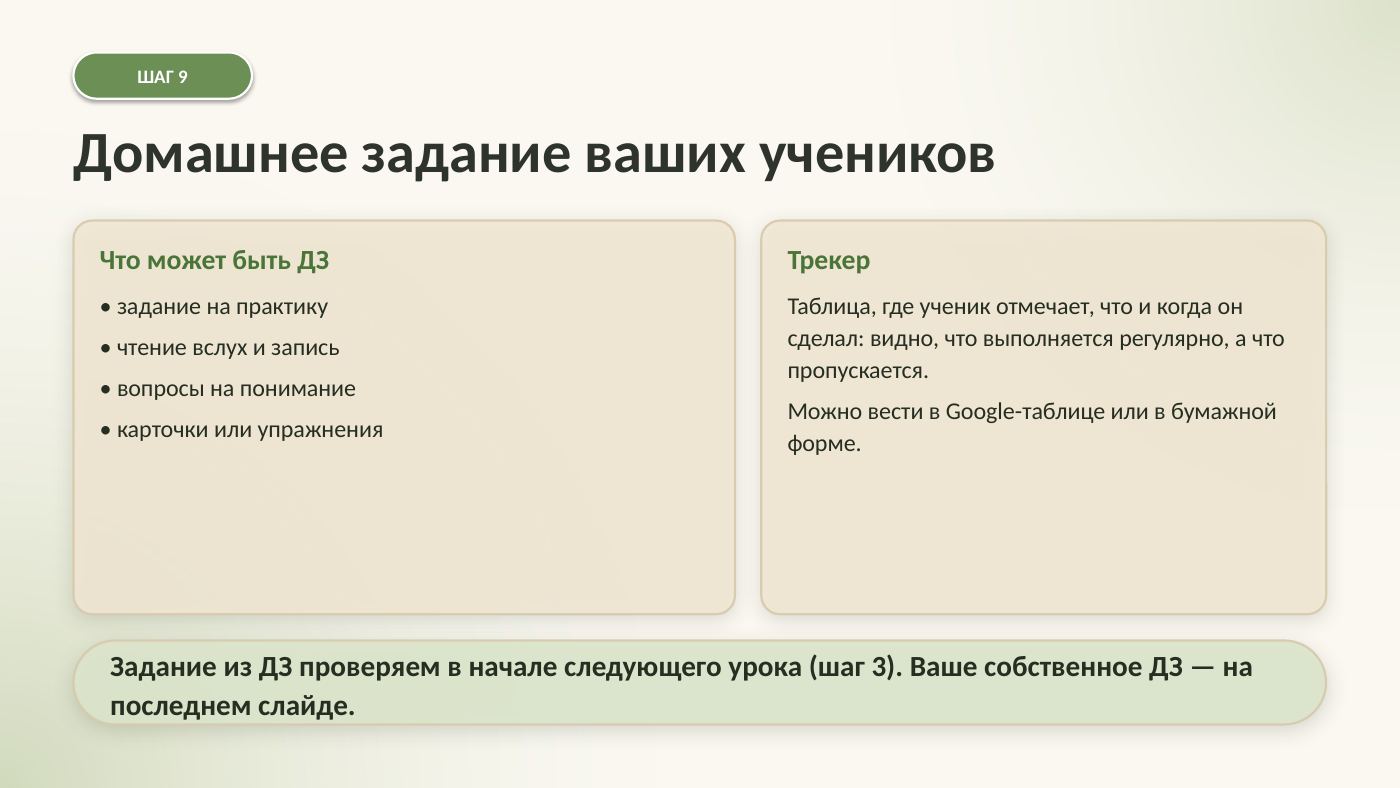 ШАГ 9
Домашнее задание ваших учеников
Что может быть ДЗ
• задание на практику
• чтение вслух и запись
• вопросы на понимание
• карточки или упражнения
Трекер
Таблица, где ученик отмечает, что и когда он
сделал: видно, что выполняется регулярно, а что
пропускается.
Можно вести в Google-таблице или в бумажной
форме.
Задание из ДЗ проверяем в начале следующего урока (шаг 3). Ваше собственное ДЗ — на
последнем слайде.